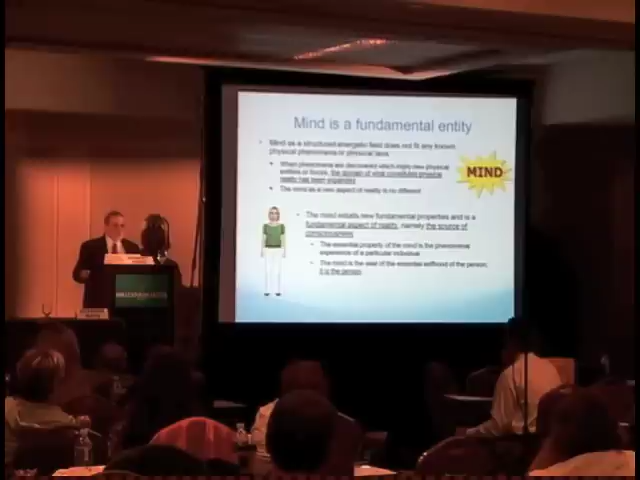 Mind is a fundamental entity
Mind as a structured energetic field does not fit any known
physical phenomena or physical laws
When phenomena are discovered which imply new physical
entities or forces, the domain of what constitutes physical
reality has been expanded
The mind as a new aspect of reality is no different
MIND
The mind entails new fundamental properties and is a
fundamental aspect of reality, namely the source of
consciousness
The essential property of the mind is the phenomenal
experience of a particular individual
The mind is the seat of the essential selfhood of the person;
it is the person